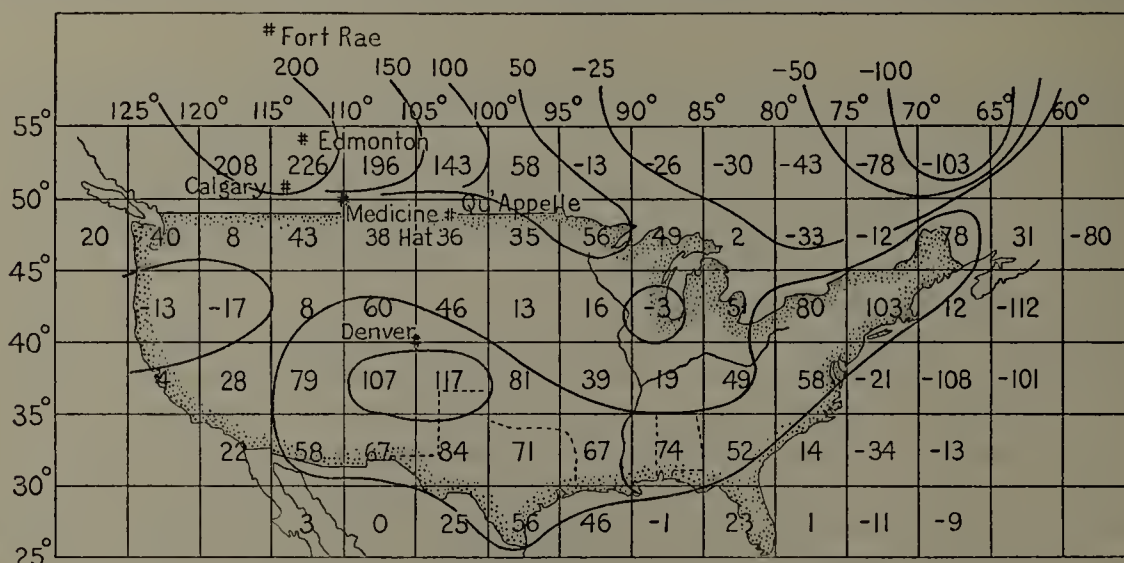 # Fort Rae
200 150 100 50 -25 -50 -100
125° 120° 115° 110° 105° 100° 95° 90° 85° 80° 75° 70° 65° 60°
55°
# Edmonton
208 226 196 143 58 -13 -26 -30 -43 -78 -103
Calgary #
50° Medicine # Qu'Appelle
20 40 8 43 38 Hat 36 35 56 49 2 -33 -12 78 31 -80
45°
-13 -17 8 60 46 13 16 -3 51 80 103 12 -112
Denver
40°
4 28 79 107 117 81 39 19 49 58 -21 -108 -101
35°
22 58 67 84 71 67 74 52 14 -34 -13
30°
3 0 25 56 46 -1 23 1 -11 -9
25°